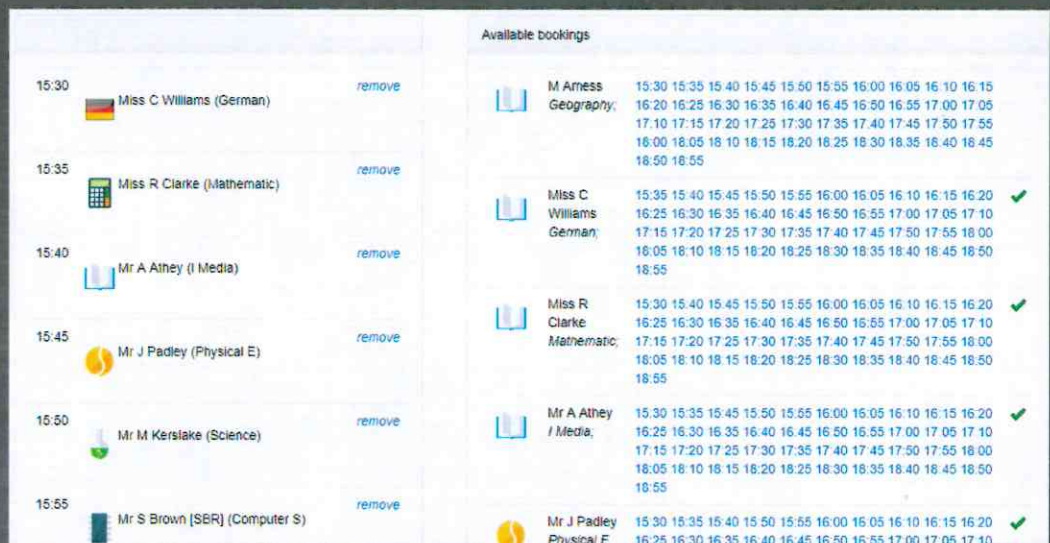 15:30
Miss C Williams (German)
remove
15:35
Miss R Clarke (Mathematic)
remove
15:40
Mr A Athey (I Media)
remove
15:45
Mr J Padley (Physical E)
remove
15:50
Mr M Kerslake (Science)
remove
15:55
Mr S Brown [SBR] (Computer S)
remove
Available bookings
M Arness
Geography;
15:30 15:35 15:40 15:45 15:50 15:55 16:00 16:05 16:10 16:15
16:20 16:25 16:30 16:35 16:40 16:45 16:50 16:55 17:00 17:05
17:10 17:15 17:20 17:25 17:30 17:35 17:40 17:45 17:50 17:55
18:00 18:05 18:10 18:15 18:20 18:25 18:30 18:35 18:40 18:45
18:50 18:55
Miss C
Williams
German;
15:35 15:40 15:45 15:50 15:55 16:00 16:05 16:10 16:15 16:20
16:25 16:30 16:35 16:40 16:45 16:50 16:55 17:00 17:05 17:10
17:15 17:20 17:25 17:30 17:35 17:40 17:45 17:50 17:55 18:00
18:05 18:10 18:15 18:20 18:25 18:30 18:35 18:40 18:45 18:50
18:55
Miss R
Clarke
Mathematic;
15:30 15:40 15:45 15:50 15:55 16:00 16:05 16:10 16:15 16:20
16:25 16:30 16:35 16:40 16:45 16:50 16:55 17:00 17:05 17:10
17:15 17:20 17:25 17:30 17:35 17:40 17:45 17:50 17:55 18:00
18:05 18:10 18:15 18:20 18:25 18:30 18:35 18:40 18:45 18:50
18:55
Mr A Athey
I Media;
15:30 15:35 15:45 15:50 15:55 16:00 16:05 16:10 16:15 16:20
16:25 16:30 16:35 16:40 16:45 16:50 16:55 17:00 17:05 17:10
17:15 17:20 17:25 17:30 17:35 17:40 17:45 17:50 17:55 18:00
18:05 18:10 18:15 18:20 18:25 18:30 18:35 18:40 18:45 18:50
18:55
Mr J Padley
Physical E
15:30 15:35 15:40 15:50 15:55 16:00 16:05 16:10 16:15 16:20
16:25 16:30 16:35 16:40 16:45 16:50 16:55 17:00 17:05 17:10